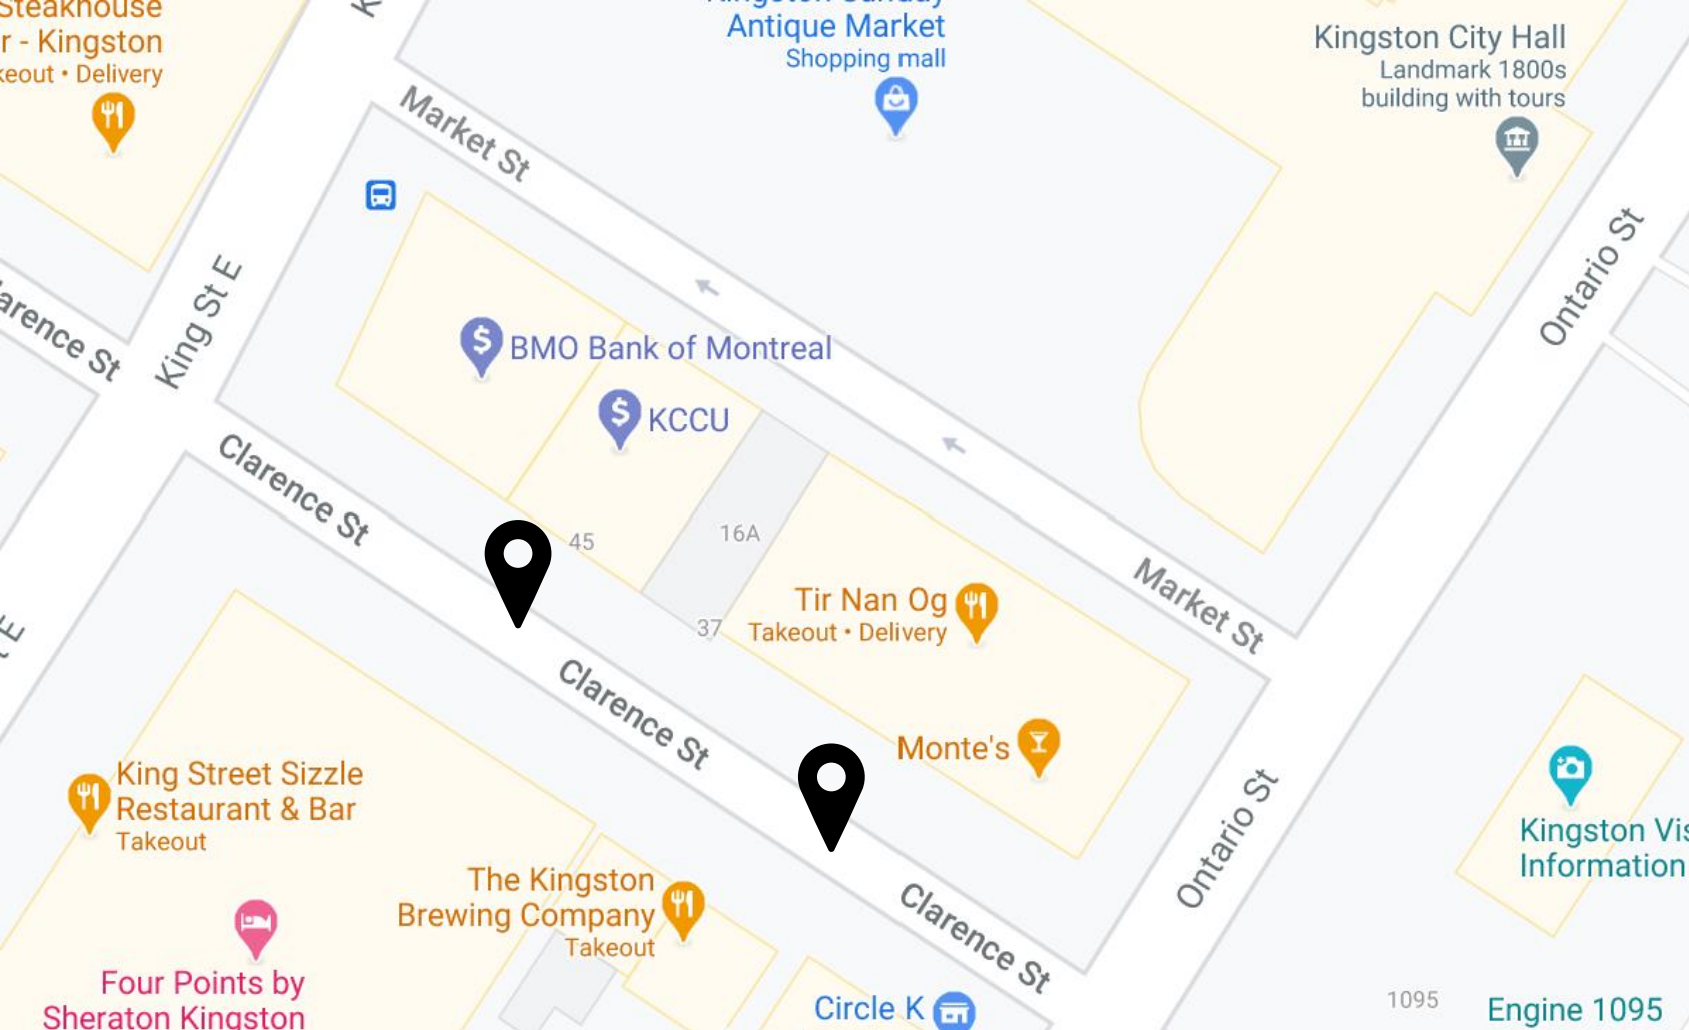 Steakhouse
r - Kingston
keout • Delivery
K
Antique Market
Shopping mall
Kingston City Hall
Landmark 1800s
building with tours
Market St
Ontario St
King St E
arence St
BMO Bank of Montreal
KCCU
Clarence St
45
16A
Tir Nan Og
Takeout • Delivery
37
Market St
E
Clarence St
Monte's
King Street Sizzle
Restaurant & Bar
Takeout
Ontario St
Kingston Vis
Information
The Kingston
Brewing Company
Takeout
Clarence St
Four Points by
Sheraton Kingston
Circle K
1095
Engine 1095